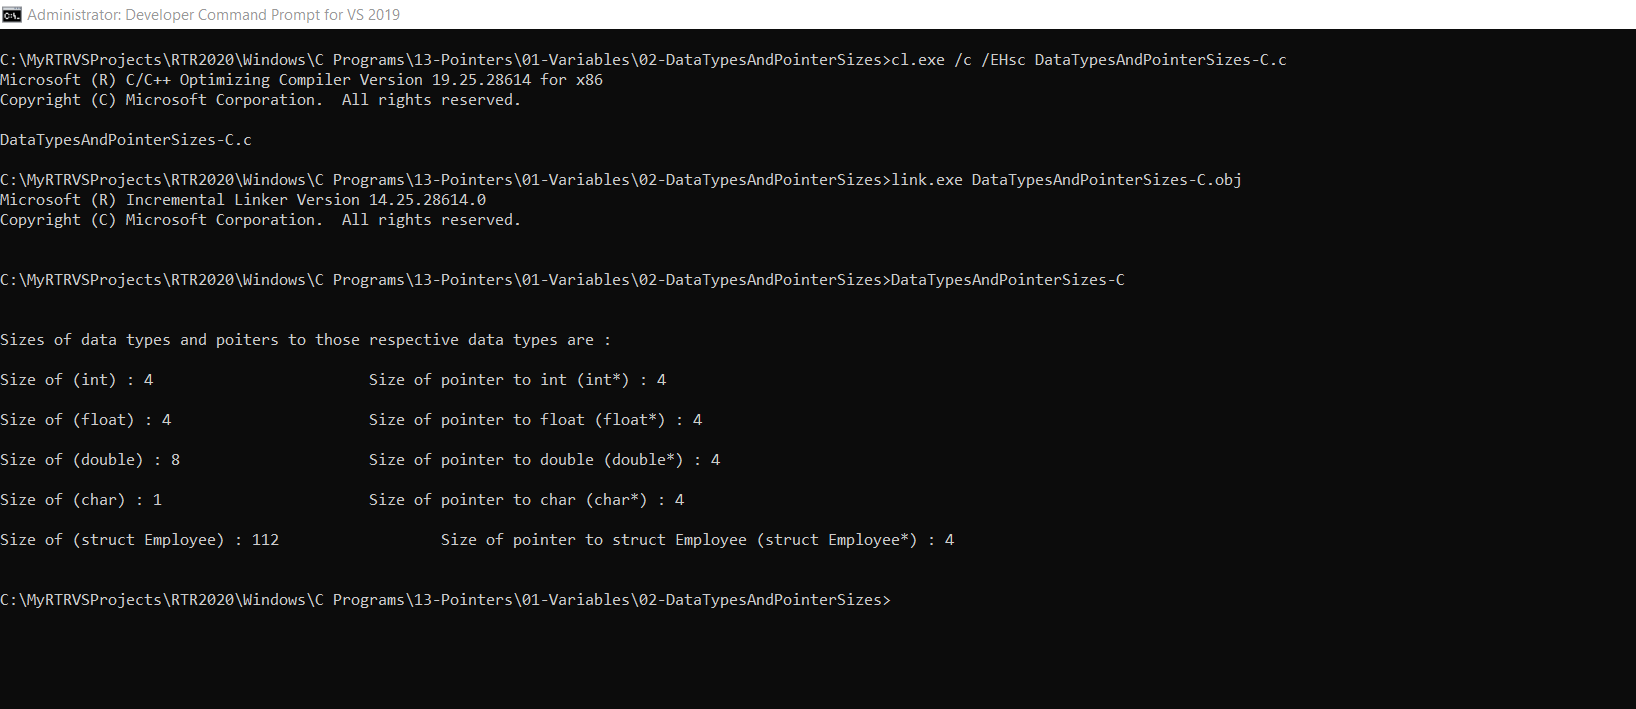 Administrator: Developer Command Prompt for VS 2019
C:\MyRTRVSProjects\RTR2020\Windows\C Programs\13-Pointers\01-Variables\02-DataTypesAndPointerSizes>cl.exe /c /EHsc DataTypesAndPointerSizes-C.c
Microsoft (R) C/C++ Optimizing Compiler Version 19.25.28614 for x86
Copyright (C) Microsoft Corporation.  All rights reserved.
DataTypesAndPointerSizes-C.c
C:\MyRTRVSProjects\RTR2020\Windows\C Programs\13-Pointers\01-Variables\02-DataTypesAndPointerSizes>link.exe DataTypesAndPointerSizes-C.obj
Microsoft (R) Incremental Linker Version 14.25.28614.0
Copyright (C) Microsoft Corporation.  All rights reserved.
C:\MyRTRVSProjects\RTR2020\Windows\C Programs\13-Pointers\01-Variables\02-DataTypesAndPointerSizes>DataTypesAndPointerSizes-C
Sizes of data types and poiters to those respective data types are :
Size of (int) : 4                        Size of pointer to int (int*) : 4
Size of (float) : 4                      Size of pointer to float (float*) : 4
Size of (double) : 8                     Size of pointer to double (double*) : 4
Size of (char) : 1                       Size of pointer to char (char*) : 4
Size of (struct Employee) : 112                  Size of pointer to struct Employee (struct Employee*) : 4
C:\MyRTRVSProjects\RTR2020\Windows\C Programs\13-Pointers\01-Variables\02-DataTypesAndPointerSizes>